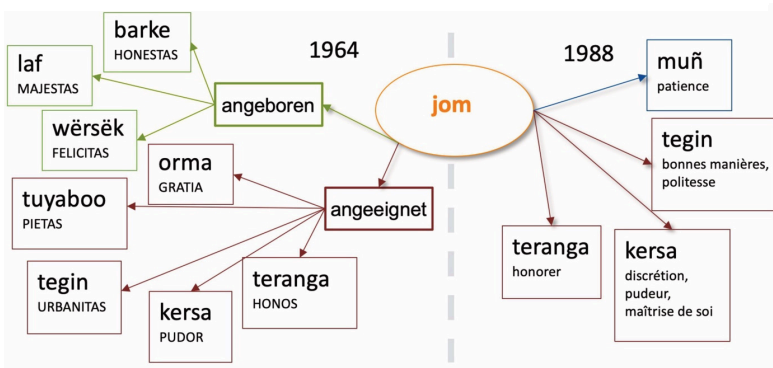 barke
HONESTAS
1964
1988
laf
MAJESTAS
angeboren
jom
muñ
patience
wërsëk
FELICITAS
orma
GRATIA
tegin
bonnes manières,
politesse
tuyaboo
PIETAS
angeeignet
teranga
honorer
kersa
discrétion,
pudeur,
maîtrise de soi
tegin
URBANITAS
kersa
PUDOR
teranga
HONOS